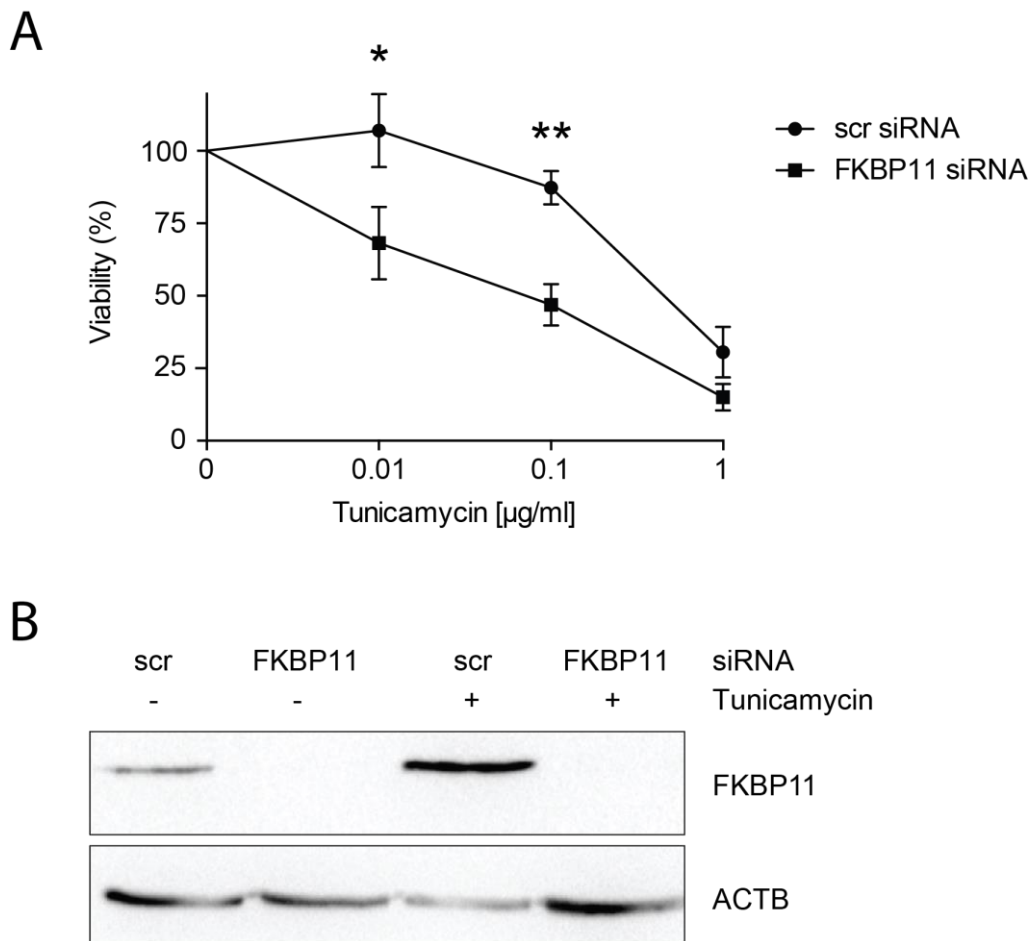 A
*
**
scr siRNA
FKBP11 siRNA
100
75
50
25
0
Viability (%)
0 0.01 0.1 1
Tunicamycin [µg/ml]
B
scr FKBP11 scr FKBP11 siRNA
- - + + Tunicamycin
FKBP11
ACTB